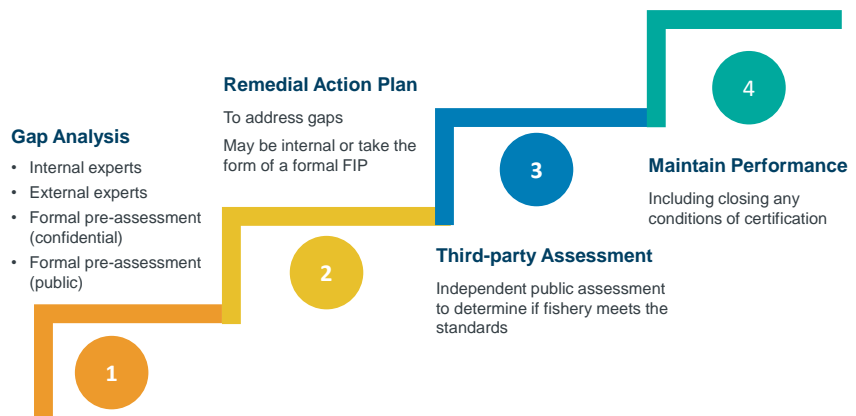 Gap Analysis
• Internal experts
• External experts
• Formal pre-assessment
(confidential)
• Formal pre-assessment
(public)
1
Remedial Action Plan
To address gaps
May be internal or take the
form of a formal FIP
2
3
Third-party Assessment
Independent public assessment
to determine if fishery meets the
standards
4
Maintain Performance
Including closing any
conditions of certification